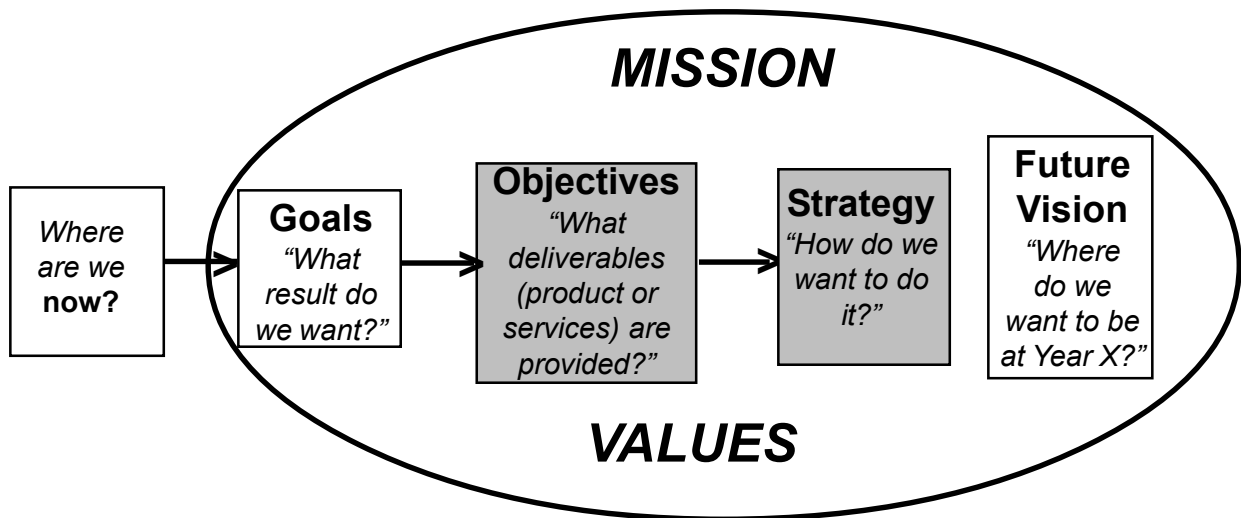 MISSION
Where
are we
now?
Goals
“What
result do
we want?”
Objectives
“What
deliverables
(product or
services) are
provided?”
Strategy
“How do we
want to do
it?”
Future
Vision
“Where
do we
want to be
at Year X?”
VALUES